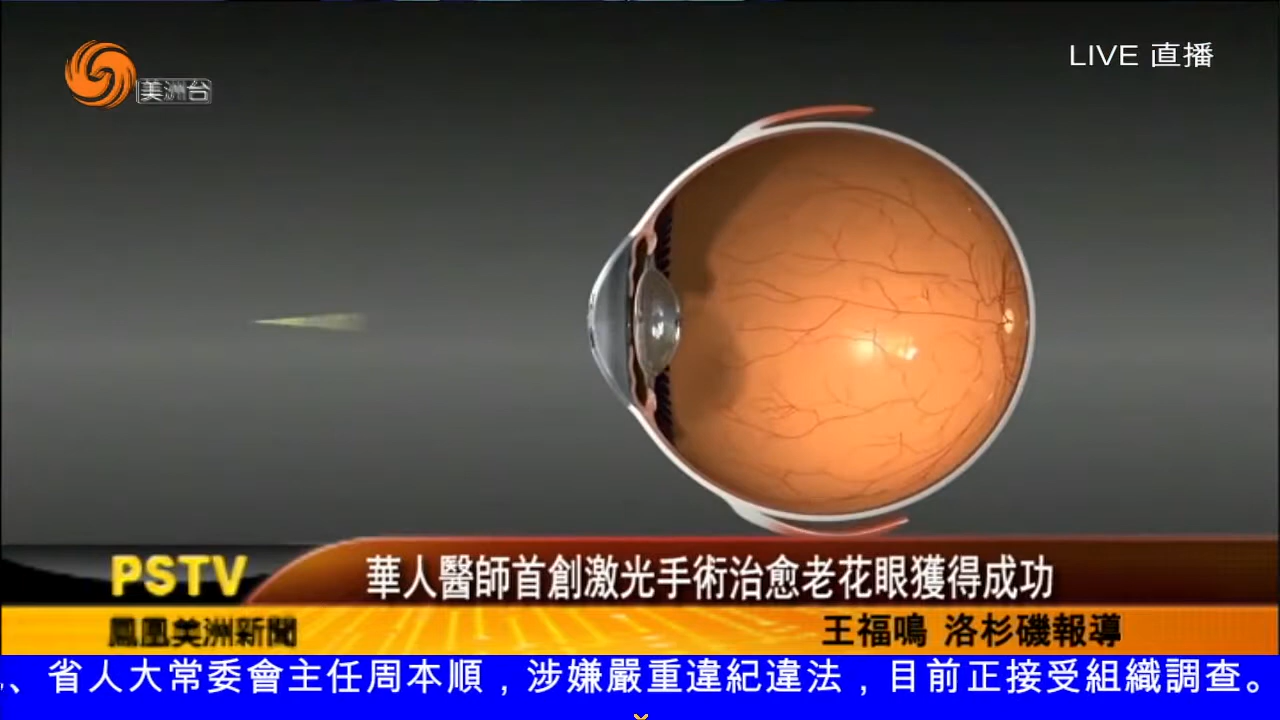 美洲台
LIVE 直播
PSTV
華人醫師首創激光手術治愈老花眼獲得成功
鳳凰美洲新聞
王福鳴 洛杉磯報導
、省人大常委會主任周本順，涉嫌嚴重違紀違法，目前正接受組織調查。